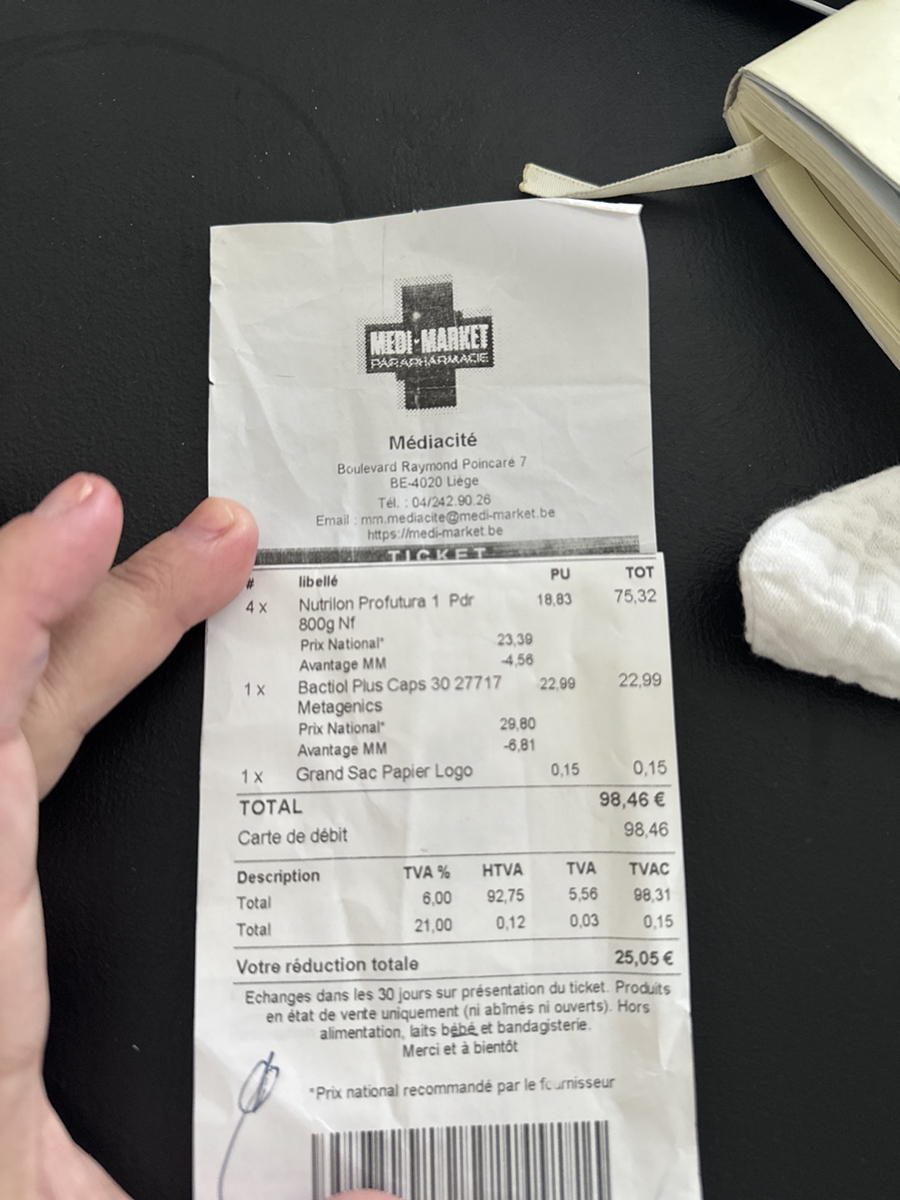 MEDI-MARKET
PARAPHARMACIE
Médiacité
Boulevard Raymond Poincaré 7
BE-4020 Liège
Tél. : 04/242.90.26
Email : mm.mediacite@medi-market.be
https://medi-market.be
TICKET
# libellé PU TOT
4 x Nutrilon Profutura 1 Pdr 18,83 75,32
800g Nf
Prix National* 23,39
Avantage MM -4,56
1 x Bactiol Plus Caps 30 27717 22,99 22,99
Metagenics
Prix National* 29,80
Avantage MM -6,81
1 x Grand Sac Papier Logo 0,15 0,15
TOTAL 98,46 €
Carte de débit 98,46
Description TVA % HTVA TVA TVAC
Total 6,00 92,75 5,56 98,31
Total 21,00 0,12 0,03 0,15
Votre réduction totale 25,05 €
Echanges dans les 30 jours sur présentation du ticket. Produits
en état de vente uniquement (ni abîmés ni ouverts). Hors
alimentation, laits bébé et bandagisterie.
Merci et à bientôt
*Prix national recommandé par le fournisseur